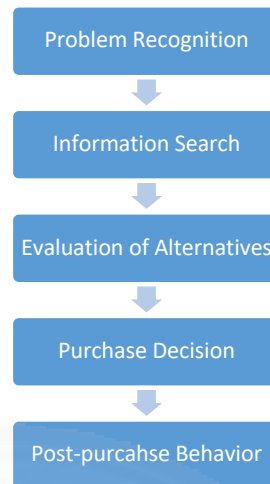 Problem Recognition
Information Search
Evaluation of Alternatives
Purchase Decision
Post-purcahse Behavior